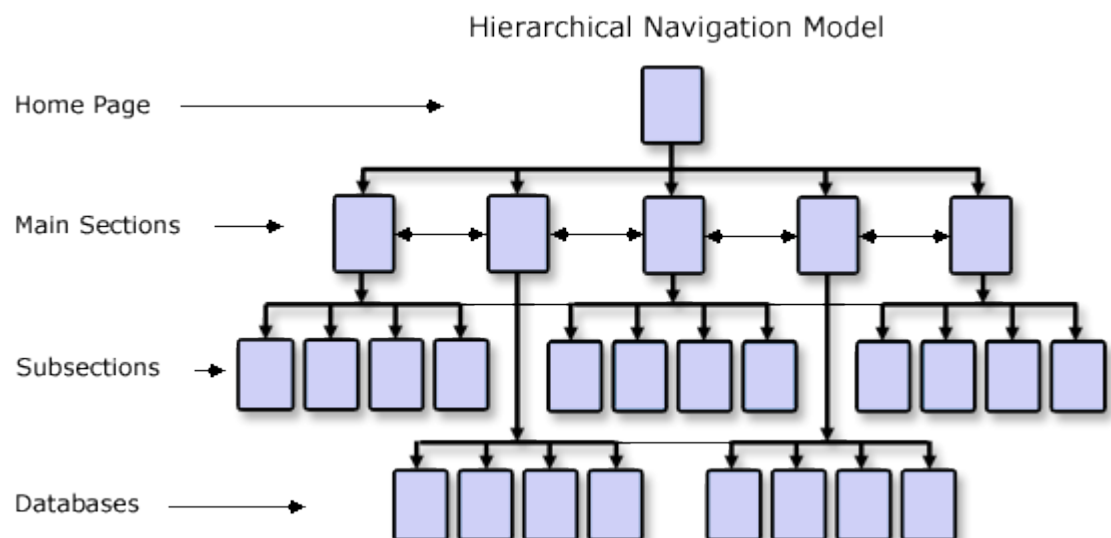 Hierarchical Navigation Model
Home Page
Main Sections
Subsections
Databases